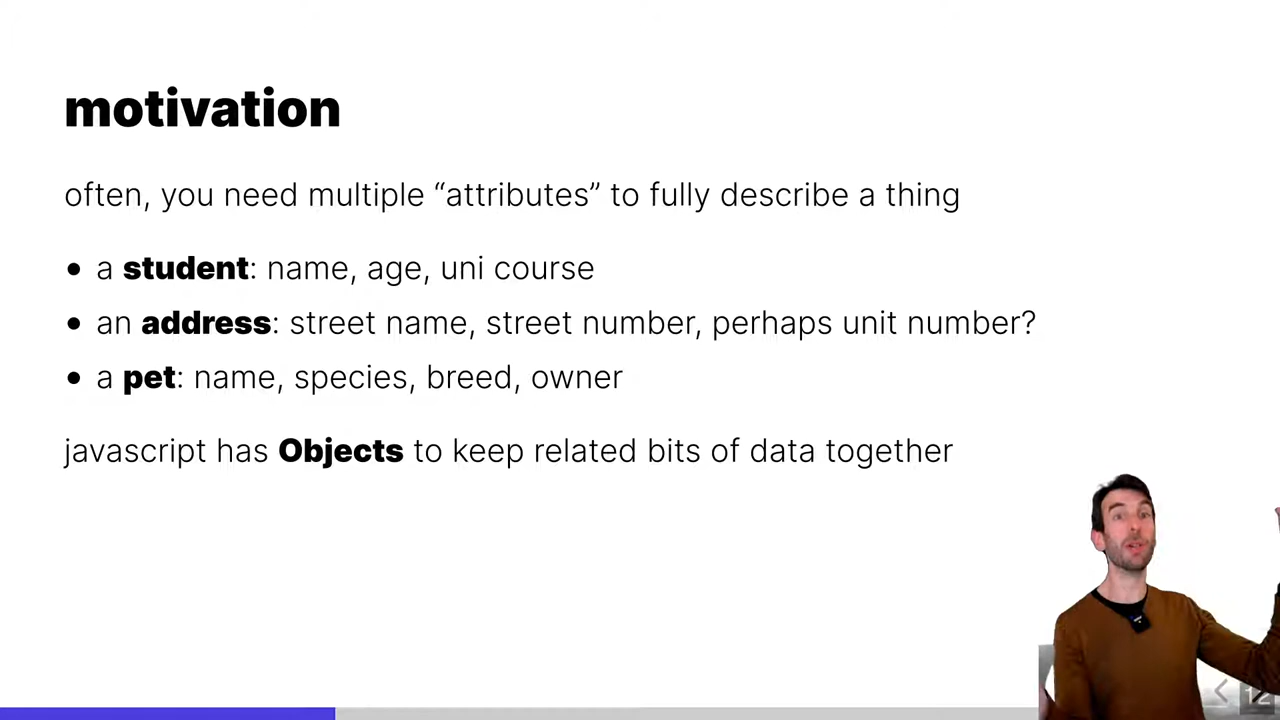 motivation
often, you need multiple “attributes” to fully describe a thing
• a student: name, age, uni course
• an address: street name, street number, perhaps unit number?
• a pet: name, species, breed, owner
javascript has Objects to keep related bits of data together
12